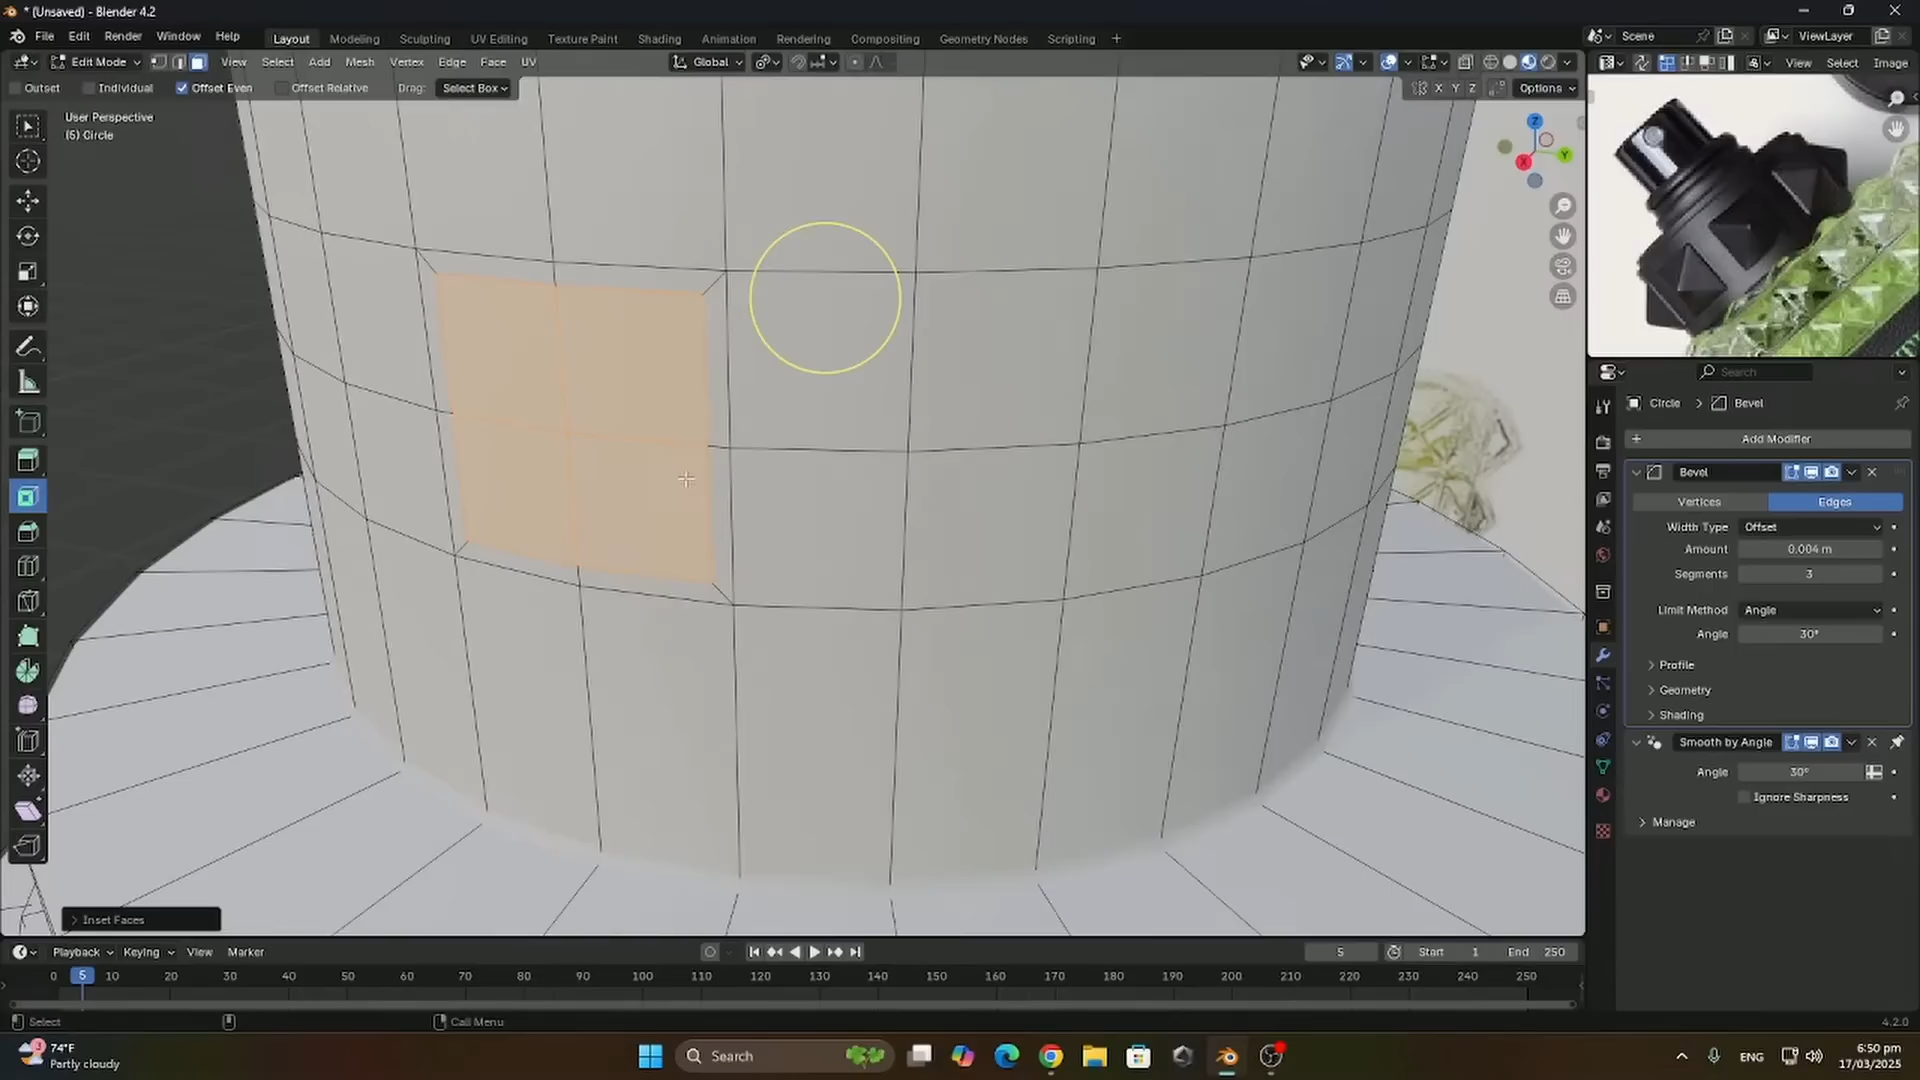 * (Unsaved) - Blender 4.2
File Edit Render Window Help Layout Modeling Sculpting UV Editing Texture Paint Shading Animation Rendering Compositing Geometry Nodes Scripting + Scene ViewLayer
Edit Mode View Select Add Mesh Vertex Edge Face UV Global View Select Image
Outset Individual Offset Even Offset Relative Drag: Select Box X Y Z Options
User Perspective
(5) Circle
Z
Y
X
Search
Circle > Bevel
+ Add Modifier
Bevel
Vertices Edges
Width Type Offset
Amount 0.004 m
Segments 3
Limit Method Angle
Angle 30°
Profile
Geometry
Shading
Smooth by Angle
Angle 30°
Ignore Sharpness
Manage
Inset Faces
Playback Keying View Marker 5 Start 1 End 250
0 5 10 20 30 40 50 60 70 80 90 100 110 120 130 140 150 160 170 180 190 200 210 220 230 240 250
Select Call Menu 4.2.0
3 74°F
Partly cloudy
Search
ENG
6:50 pm
17/03/2025